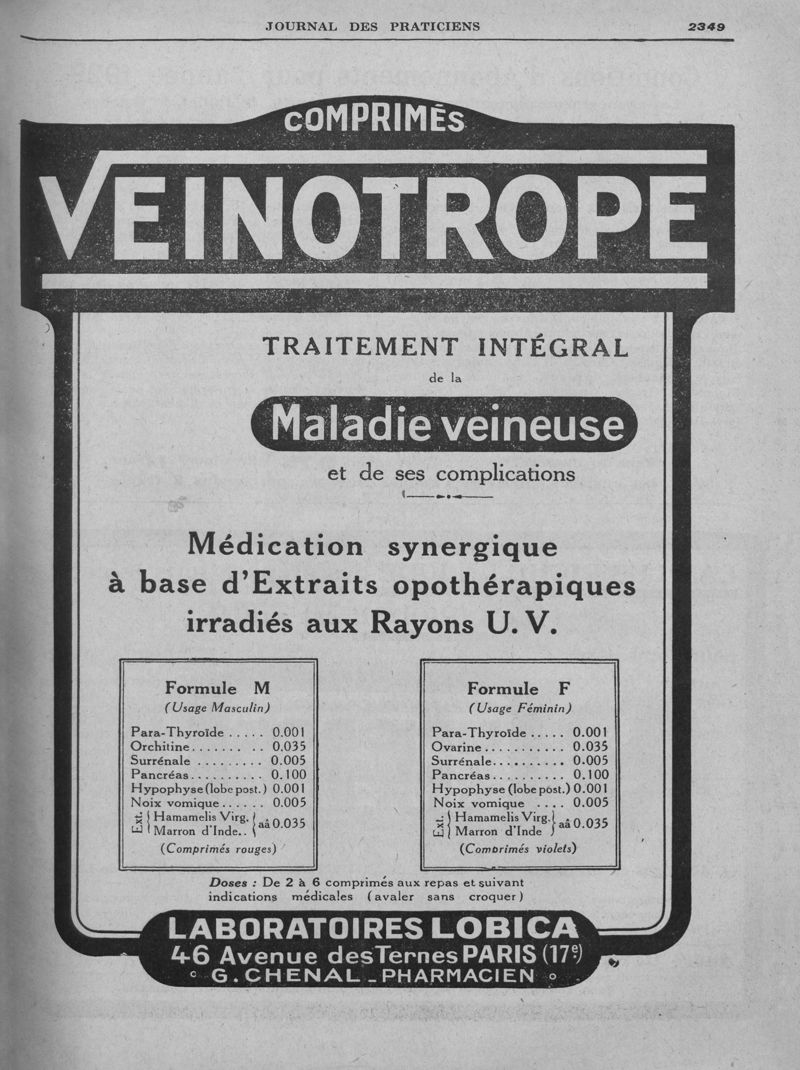 JOURNAL DES PRATICIENS 2349
COMPRIMÉS
VEINOTROPE
TRAITEMENT INTÉGRAL
de la
Maladie veineuse
et de ses complications
Médication synergique
à base d'Extraits opothérapiques
irradiés aux Rayons U. V.
Formule M
(Usage Masculin)
Para-Thyroïde ..... 0.001
Orchitine....... .. 0.035
Surrénale ......... 0.005
Pancréas.......... 0.100
Hypophyse (lobe post.) 0.001
Noix vomique...... 0.005
Ext. { Hamamelis Virg. } aâ 0.035
Marron d'Inde..
(Comprimés rouges)
Formule F
(Usage Féminin)
Para-Thyroïde ..... 0.001
Ovarine ........... 0.035
Surrénale.......... 0.005
Pancréas.......... 0.100
Hypophyse (lobe post.) 0.001
Noix vomique .... 0.005
Ext. { Hamamelis Virg. } aâ 0.035
Marron d'Inde
(Comprimés violets)
Doses : De 2 à 6 comprimés aux repas et suivant
indications médicales (avaler sans croquer)
LABORATOIRES LOBICA
46 Avenue des Ternes PARIS (17e)
G. CHENAL - PHARMACIEN